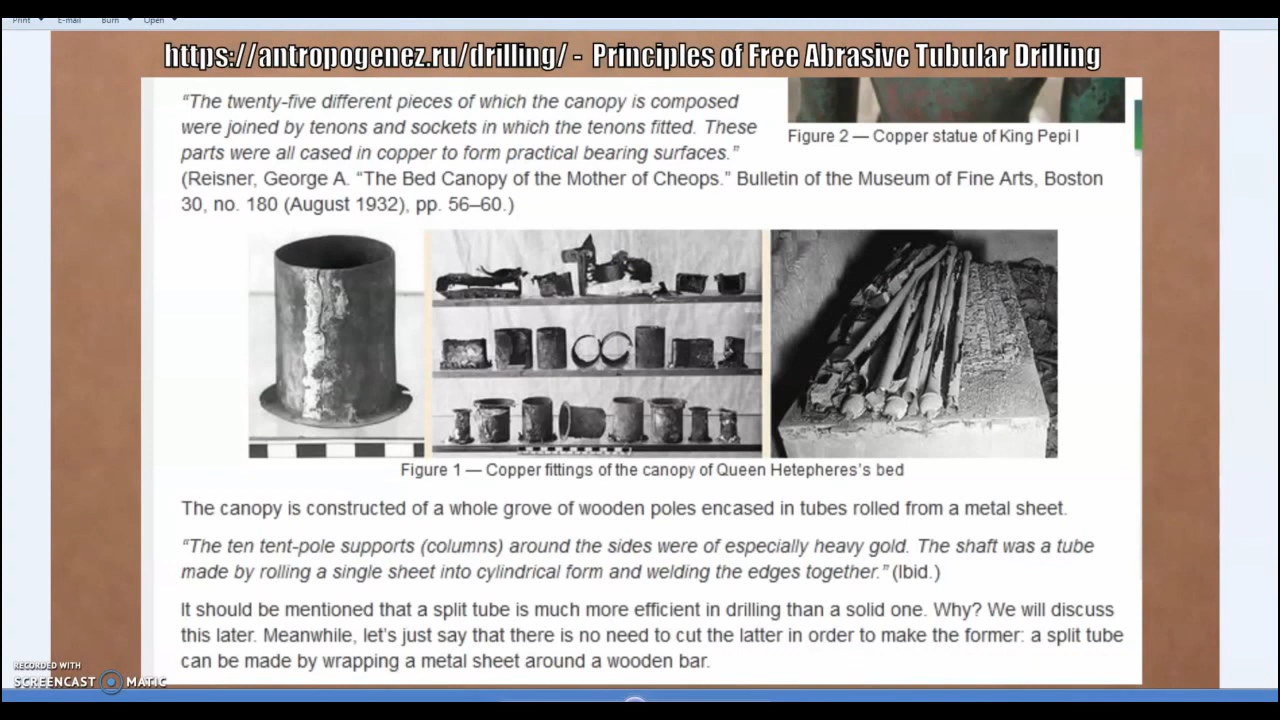 Print E-mail Burn Open
https://antropogenez.ru/drilling/ - Principles of Free Abrasive Tubular Drilling
“The twenty-five different pieces of which the canopy is composed
were joined by tenons and sockets in which the tenons fitted. These
parts were all cased in copper to form practical bearing surfaces.”
Figure 2 — Copper statue of King Pepi I
(Reisner, George A. “The Bed Canopy of the Mother of Cheops.” Bulletin of the Museum of Fine Arts, Boston
30, no. 180 (August 1932), pp. 56–60.)
Figure 1 — Copper fittings of the canopy of Queen Hetepheres’s bed
The canopy is constructed of a whole grove of wooden poles encased in tubes rolled from a metal sheet.
“The ten tent-pole supports (columns) around the sides were of especially heavy gold. The shaft was a tube
made by rolling a single sheet into cylindrical form and welding the edges together.” (Ibid.)
It should be mentioned that a split tube is much more efficient in drilling than a solid one. Why? We will discuss
this later. Meanwhile, let’s just say that there is no need to cut the latter in order to make the former: a split tube
can be made by wrapping a metal sheet around a wooden bar.
RECORDED WITH
SCREENCAST MATIC